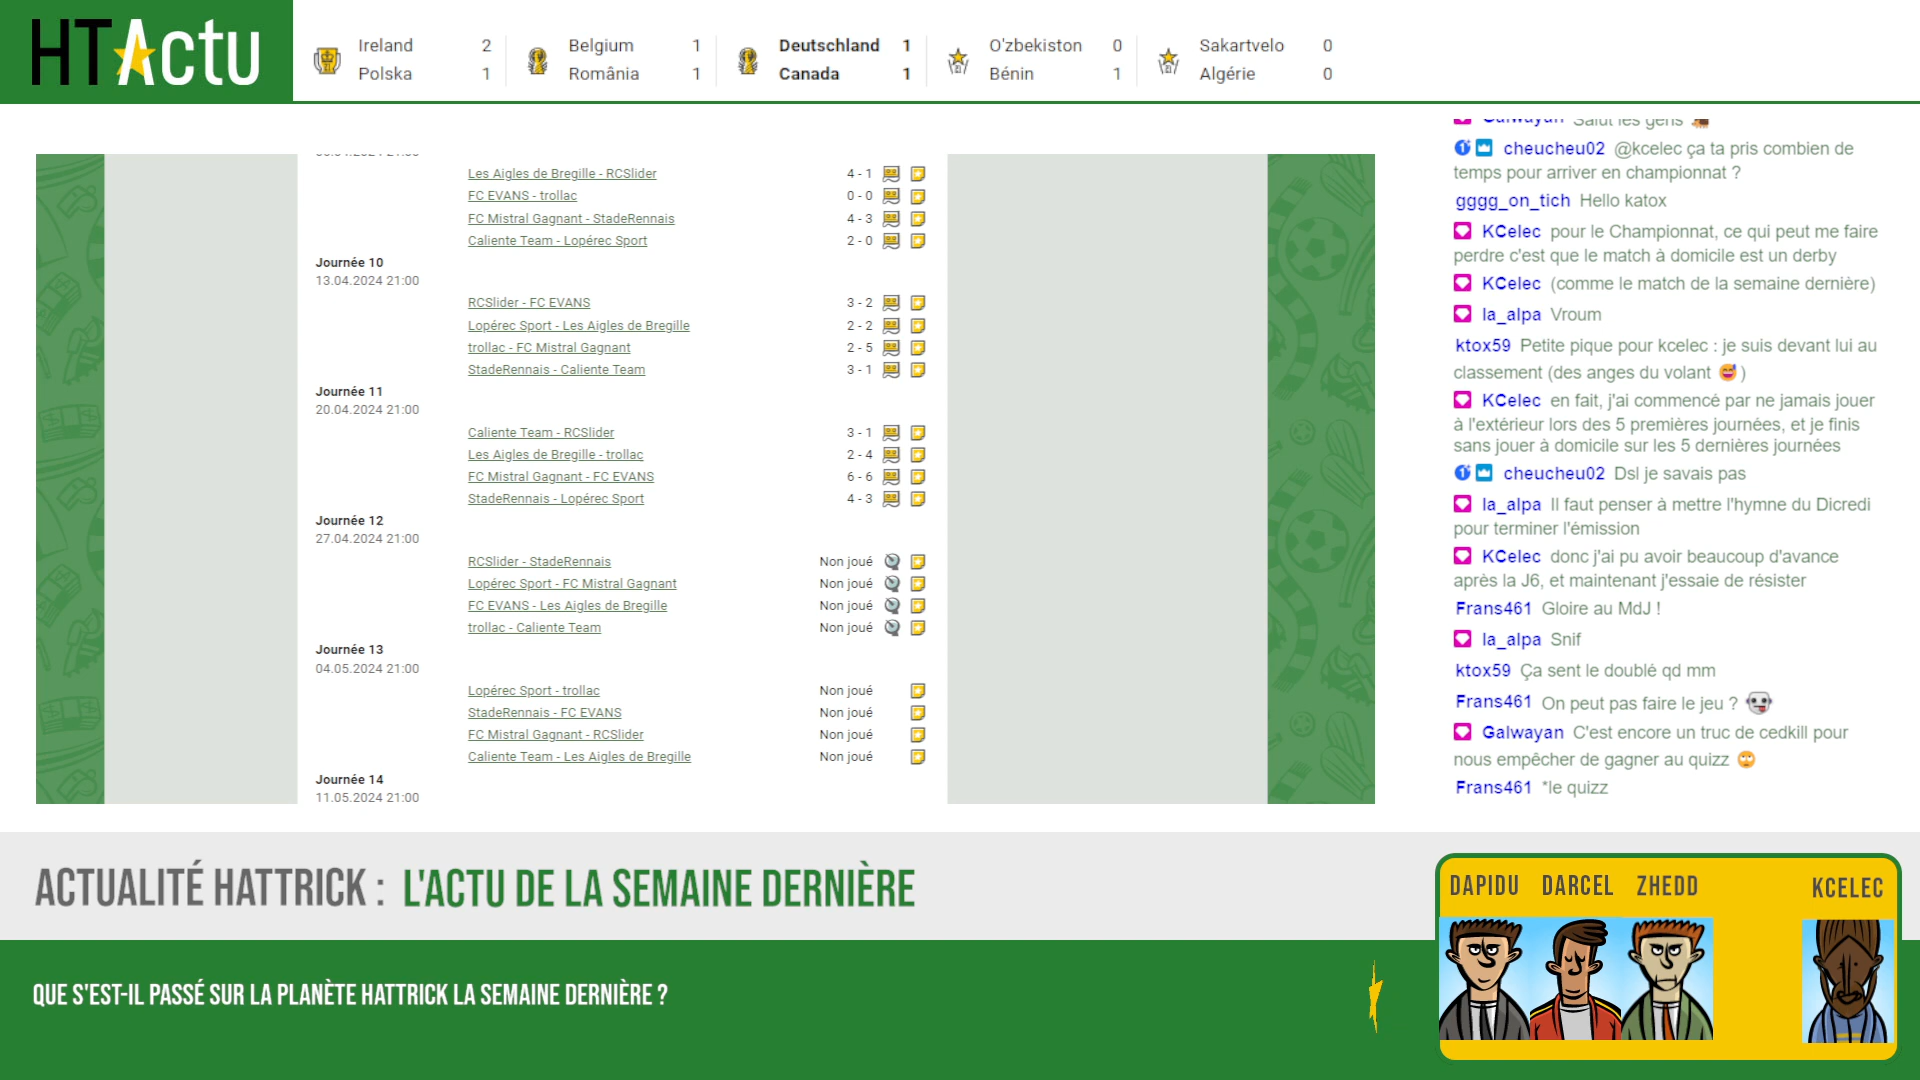 HTActu
Ireland 2
Polska 1
Belgium 1
România 1
Deutschland 1
Canada 1
O'zbekiston 0
Bénin 1
Sakartvelo 0
Algérie 0
Les Aigles de Bregille - RCSlider 4 - 1
FC EVANS - trollac 0 - 0
FC Mistral Gagnant - StadeRennais 4 - 3
Caliente Team - Lopérec Sport 2 - 0
Journée 10
13.04.2024 21:00
RCSlider - FC EVANS 3 - 2
Lopérec Sport - Les Aigles de Bregille 2 - 2
trollac - FC Mistral Gagnant 2 - 5
StadeRennais - Caliente Team 3 - 1
Journée 11
20.04.2024 21:00
Caliente Team - RCSlider 3 - 1
Les Aigles de Bregille - trollac 2 - 4
FC Mistral Gagnant - FC EVANS 6 - 6
StadeRennais - Lopérec Sport 4 - 3
Journée 12
27.04.2024 21:00
RCSlider - StadeRennais Non joué
Lopérec Sport - FC Mistral Gagnant Non joué
FC EVANS - Les Aigles de Bregille Non joué
trollac - Caliente Team Non joué
Journée 13
04.05.2024 21:00
Lopérec Sport - trollac Non joué
StadeRennais - FC EVANS Non joué
FC Mistral Gagnant - RCSlider Non joué
Caliente Team - Les Aigles de Bregille Non joué
Journée 14
11.05.2024 21:00
Galwayan Salut les gens
cheucheu02 @kcelec ça ta pris combien de
temps pour arriver en championnat ?
gggg_on_tich Hello katox
KCelec pour le Championnat, ce qui peut me faire
perdre c'est que le match à domicile est un derby
KCelec (comme le match de la semaine dernière)
la_alpa Vroum
ktox59 Petite pique pour kcelec : je suis devant lui au
classement (des anges du volant 😅 )
KCelec en fait, j'ai commencé par ne jamais jouer
à l'extérieur lors des 5 premières journées, et je finis
sans jouer à domicile sur les 5 dernières journées
cheucheu02 Dsl je savais pas
la_alpa Il faut penser à mettre l'hymne du Dicredi
pour terminer l'émission
KCelec donc j'ai pu avoir beaucoup d'avance
après la J6, et maintenant j'essaie de résister
Frans461 Gloire au MdJ !
la_alpa Snif
ktox59 Ça sent le doublé qd mm
Frans461 On peut pas faire le jeu ?
Galwayan C'est encore un truc de cedkill pour
nous empêcher de gagner au quizz 🙄
Frans461 *le quizz
ACTUALITÉ HATTRICK : L'ACTU DE LA SEMAINE DERNIÈRE
DAPIDU DARCEL ZHEDD KCELEC
QUE S'EST-IL PASSÉ SUR LA PLANÈTE HATTRICK LA SEMAINE DERNIÈRE ?